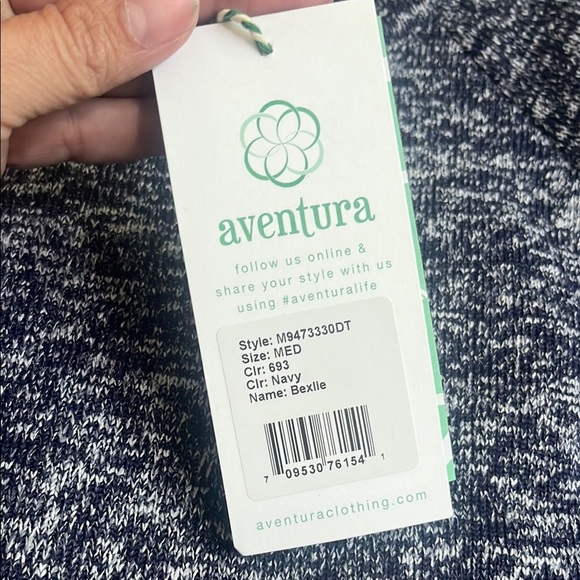 aventura
follow us online &
share your style with us
using #aventuralife
Style: M9473330DT
Size: MED
Clr: 693
Clr: Navy
Name: Bexlie
7 09530 76154 1
aventuraclothing.com